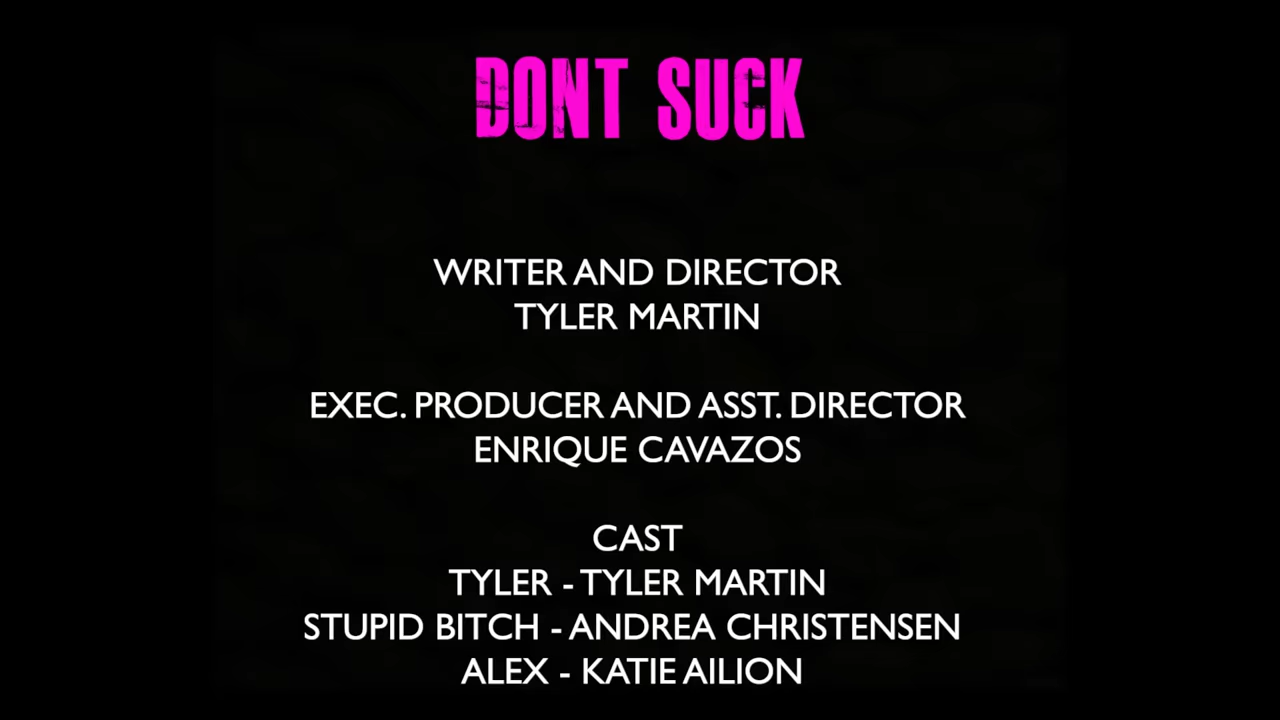 DONT SUCK
WRITER AND DIRECTOR
TYLER MARTIN
EXEC. PRODUCER AND ASST. DIRECTOR
ENRIQUE CAVAZOS
CAST
TYLER - TYLER MARTIN
STUPID BITCH - ANDREA CHRISTENSEN
ALEX - KATIE AILION